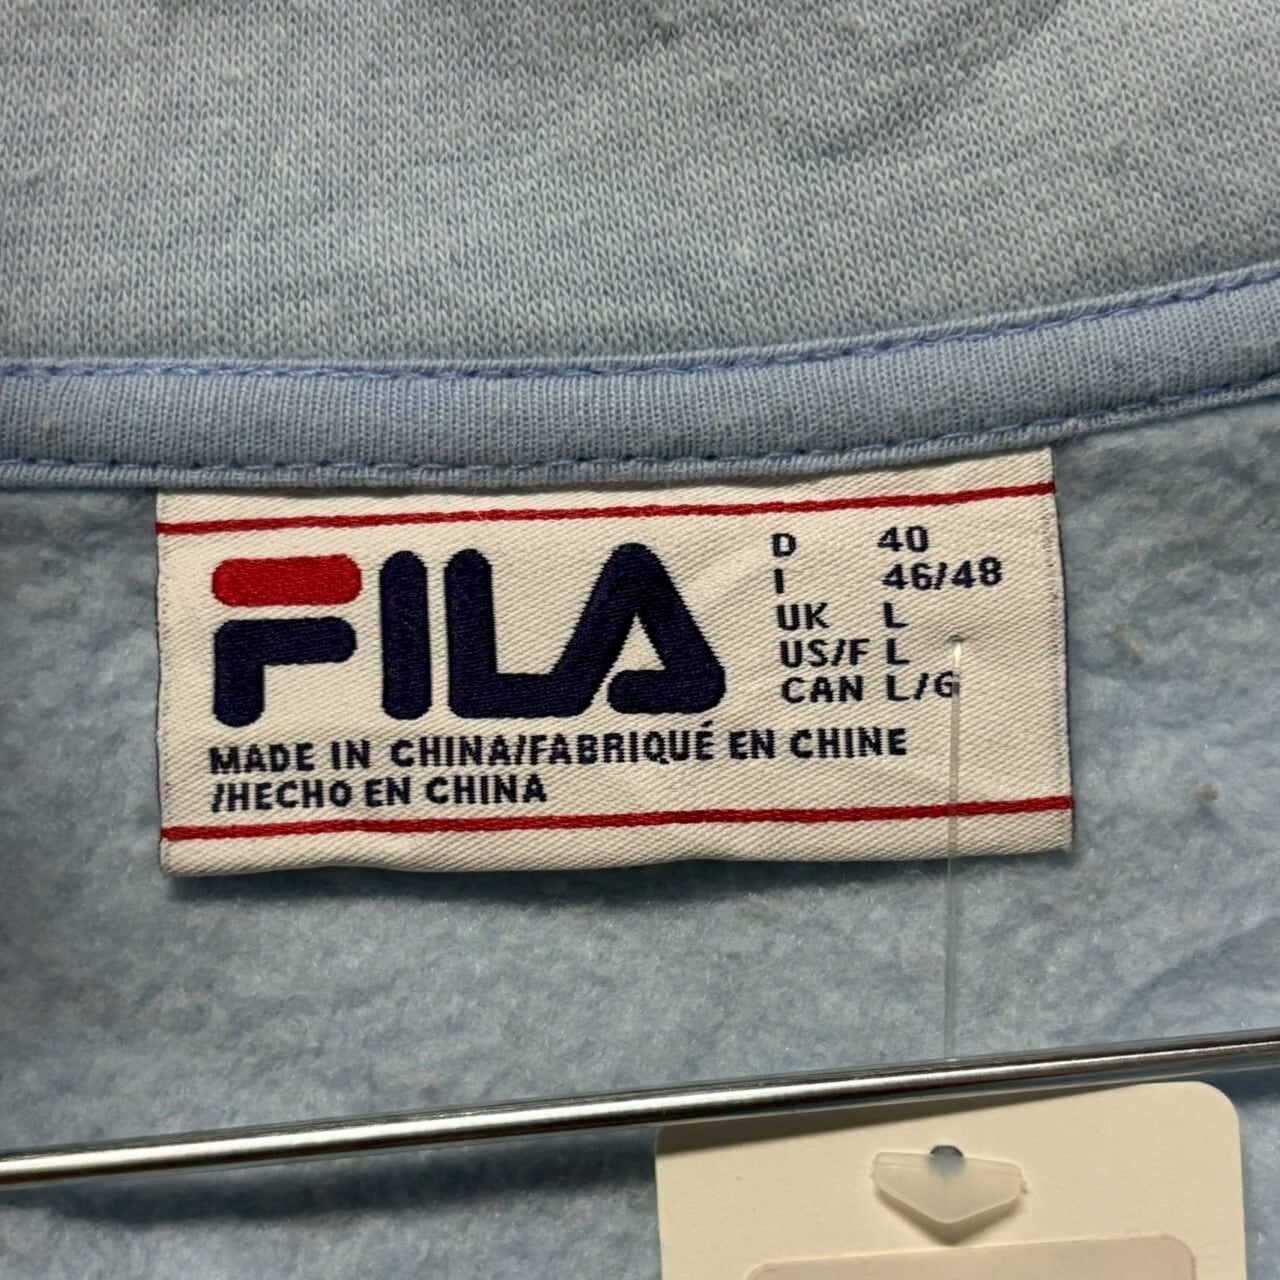 FILA
D 40
I 46/48
UK L
US/F L
CAN L/G
MADE IN CHINA/FABRIQUÉ EN CHINE
/HECHO EN CHINA